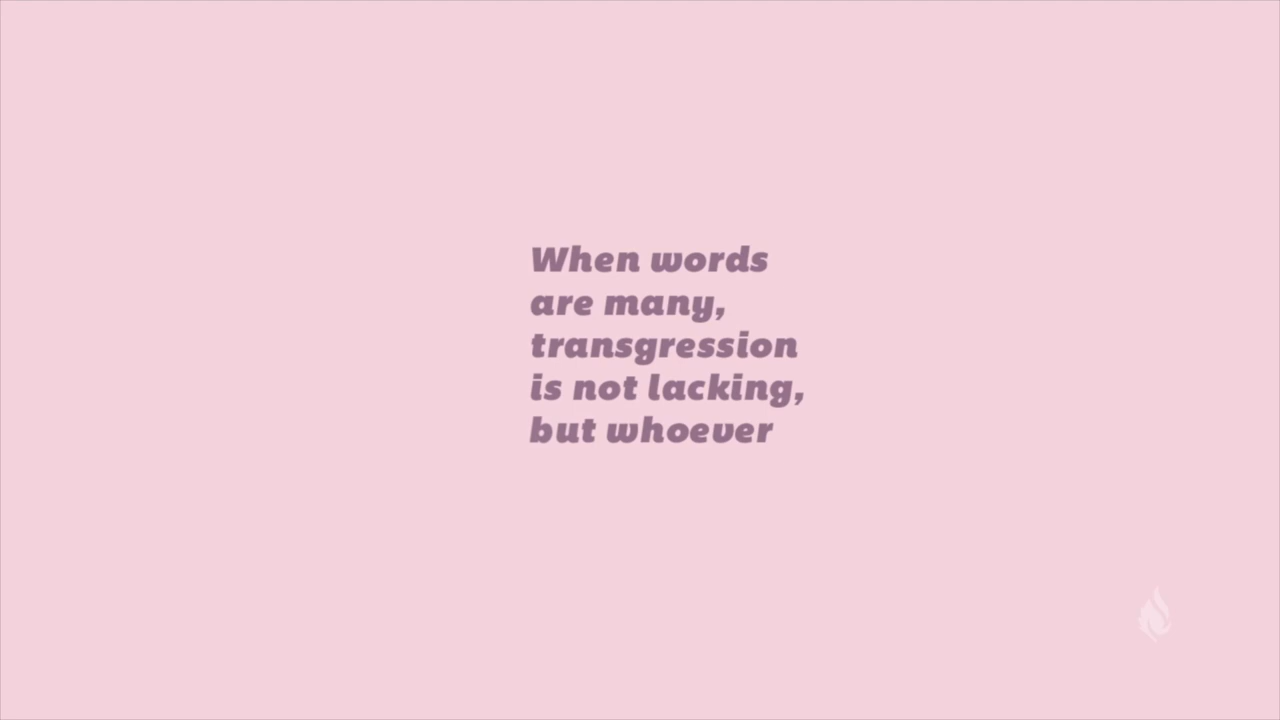 When words
are many,
transgression
is not lacking,
but whoever